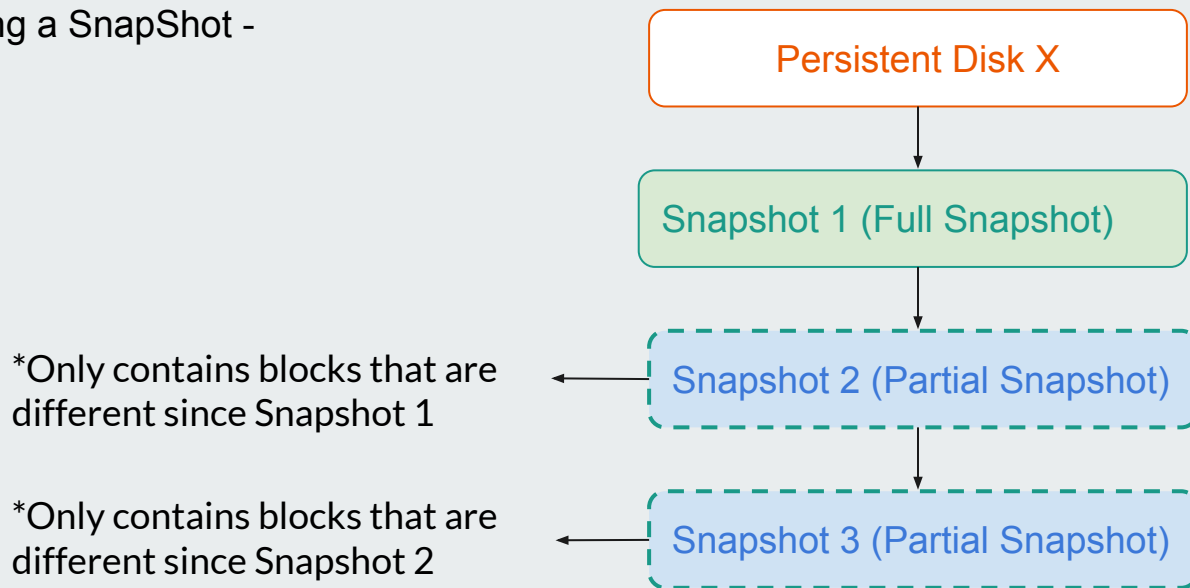 ng a SnapShot -
Persistent Disk X
Snapshot 1 (Full Snapshot)
*Only contains blocks that are
different since Snapshot 1
Snapshot 2 (Partial Snapshot)
*Only contains blocks that are
different since Snapshot 2
Snapshot 3 (Partial Snapshot)